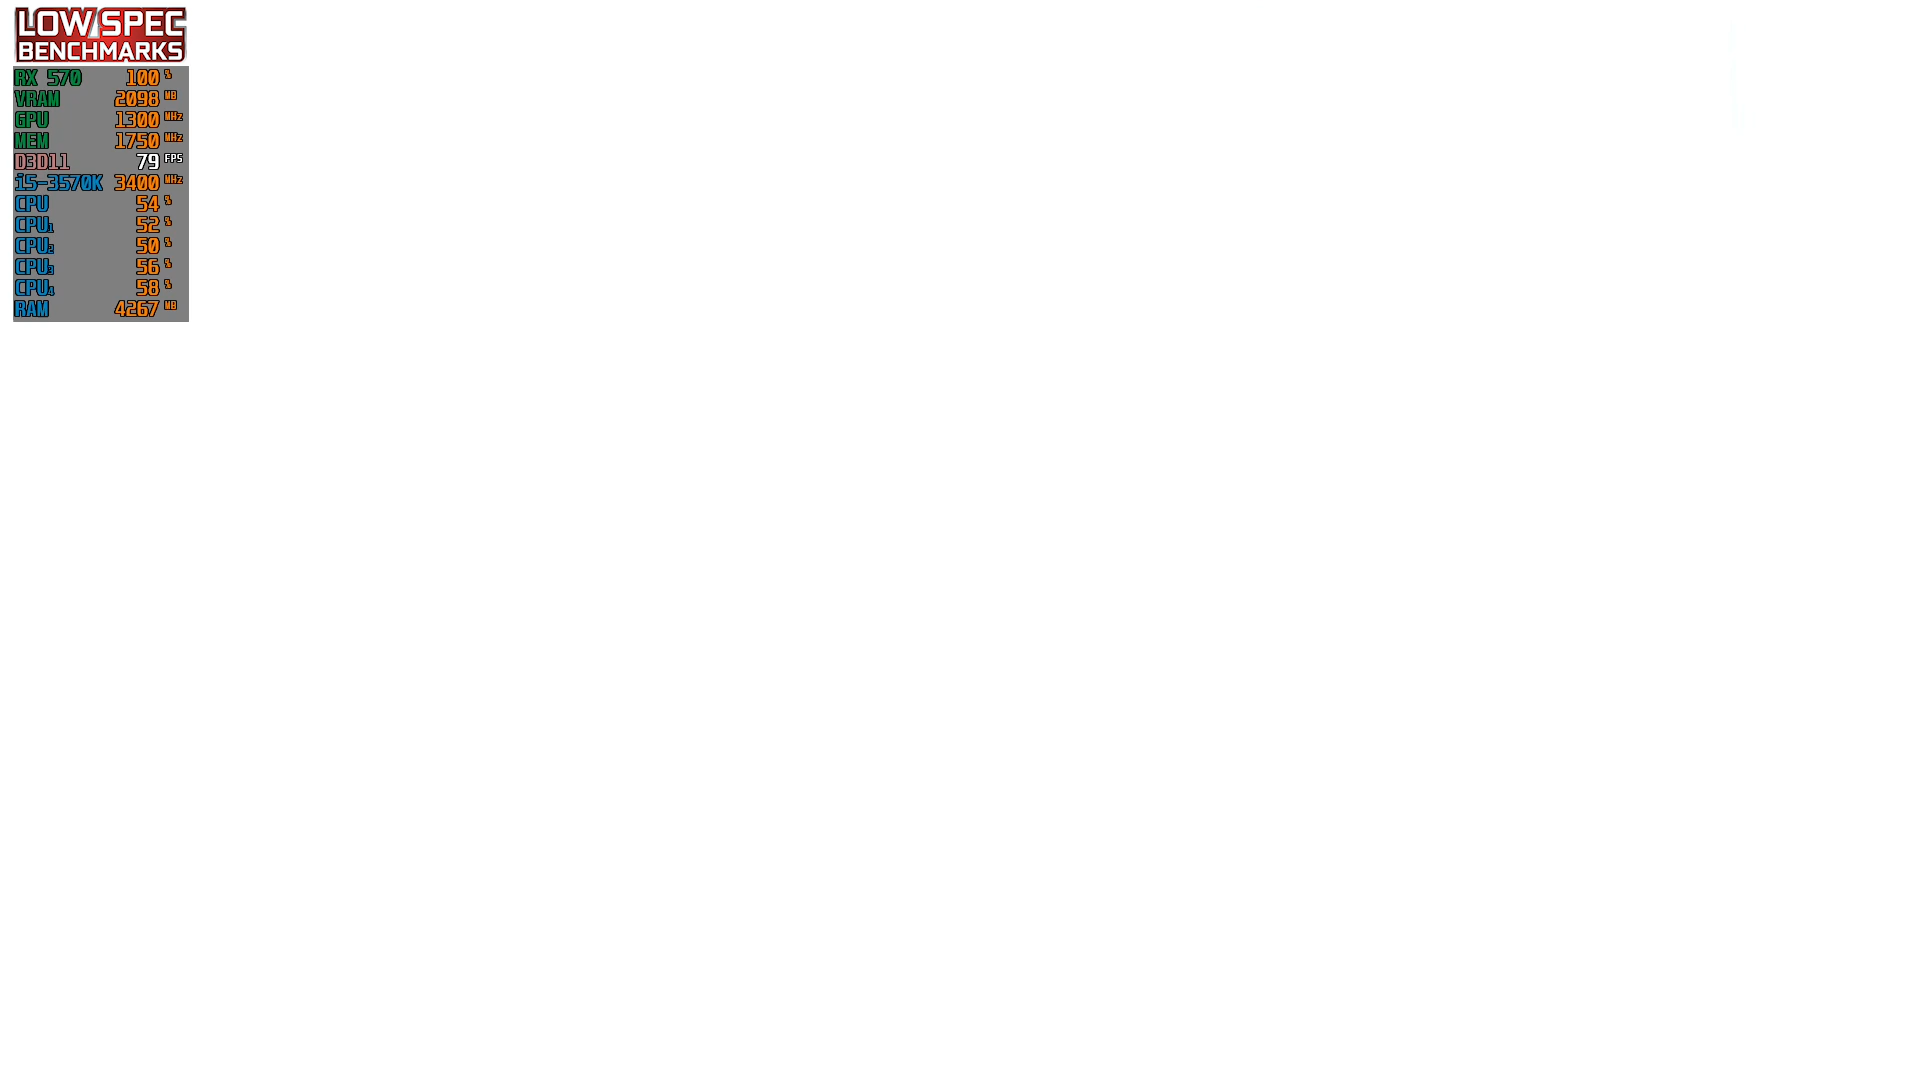 LOW SPEC
BENCHMARKS
RX 570 100 %
VRAM 2098 MB
GPU 1300 MHz
MEM 1750 MHz
D3D11 79 FPS
i5-3570K 3400 MHz
CPU 54 %
CPU1 52 %
CPU2 50 %
CPU3 56 %
CPU4 58 %
RAM 4267 MB